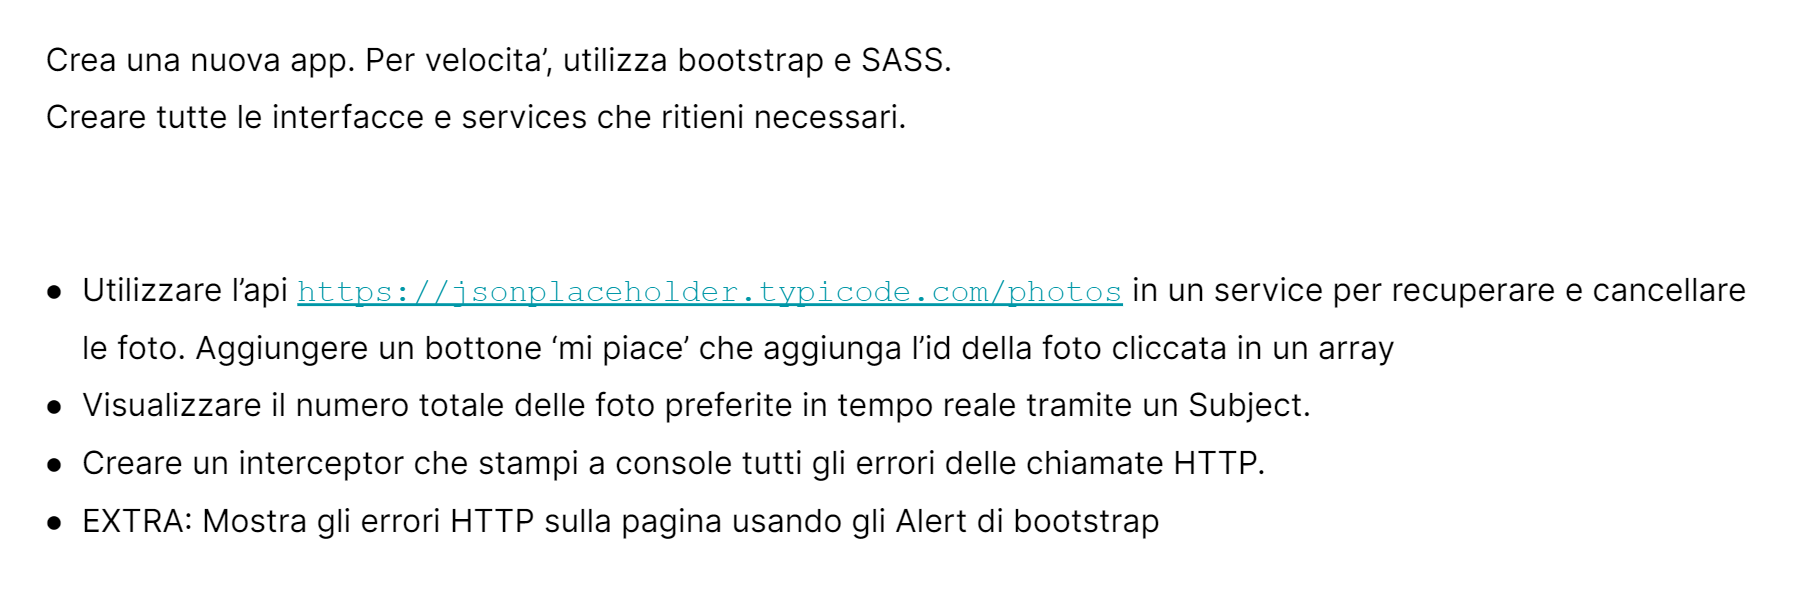 Crea una nuova app. Per velocita’, utilizza bootstrap e SASS.
Creare tutte le interfacce e services che ritieni necessari.
● Utilizzare l’api https://jsonplaceholder.typicode.com/photos in un service per recuperare e cancellare
le foto. Aggiungere un bottone ‘mi piace’ che aggiunga l’id della foto cliccata in un array
● Visualizzare il numero totale delle foto preferite in tempo reale tramite un Subject.
● Creare un interceptor che stampi a console tutti gli errori delle chiamate HTTP.
● EXTRA: Mostra gli errori HTTP sulla pagina usando gli Alert di bootstrap